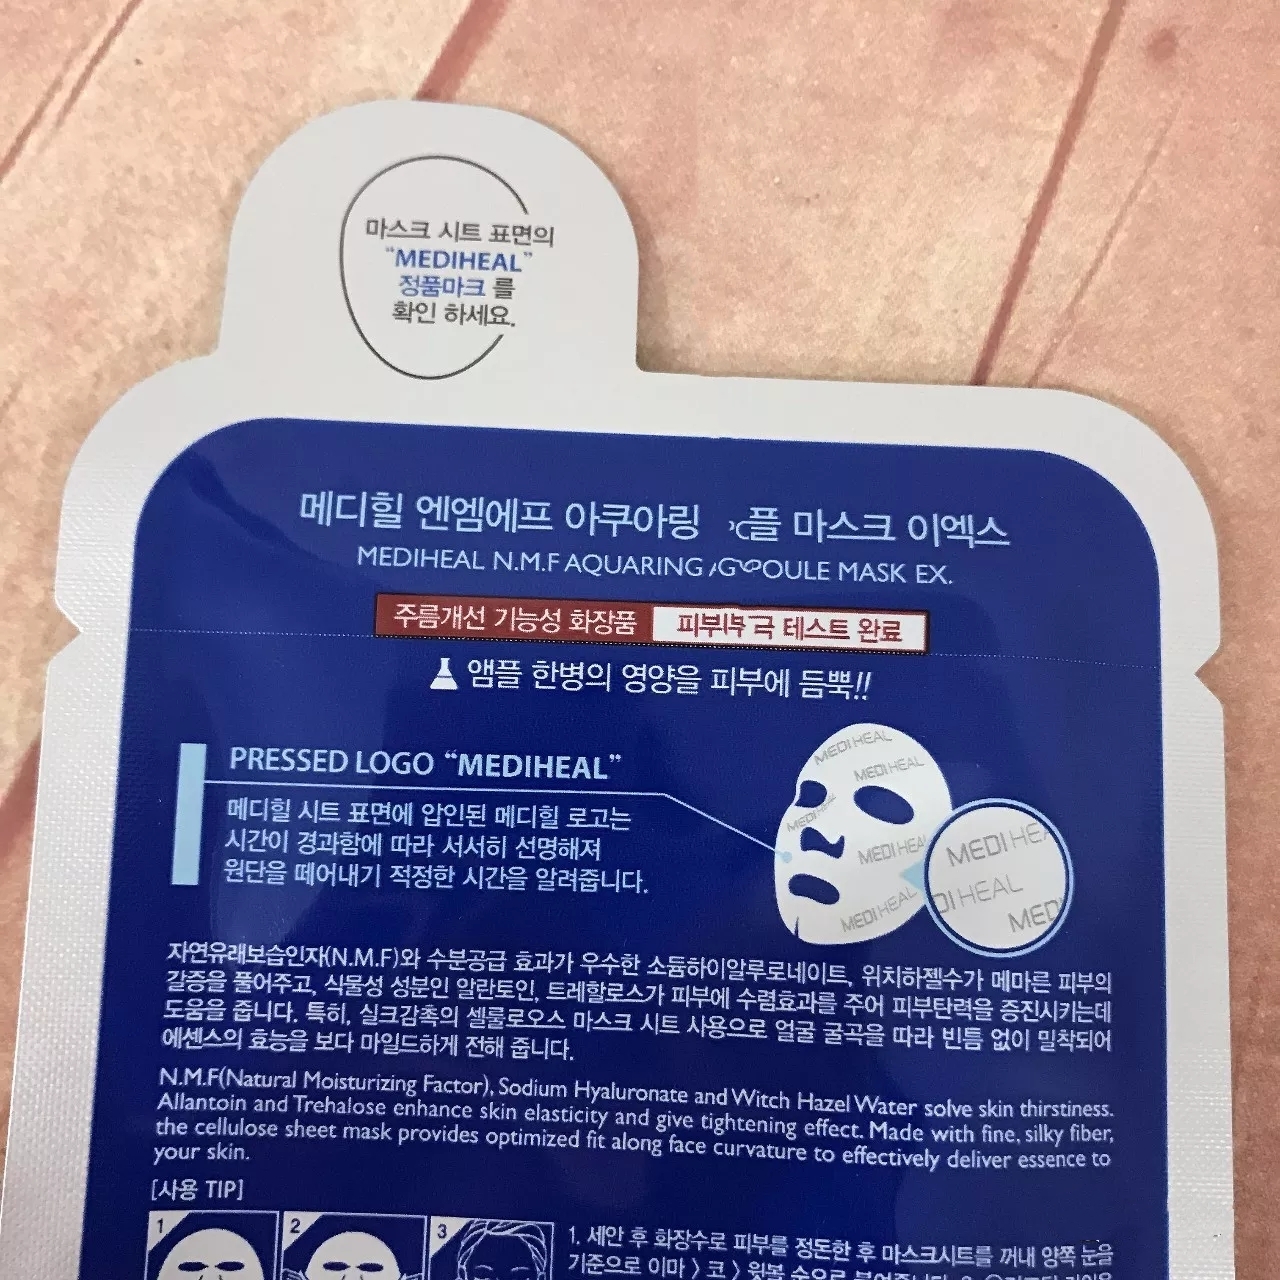 마스크 시트 표면의
“MEDIHEAL”
정품마크 를
확인 하세요.
메디힐 엔엠에프 아쿠아링 플 마스크 이엑스
MEDIHEAL N.M.F AQUARING MASK EX.
주름개선 기능성 화장품
테스트 완료
앰플 한병의 영양을 피부에 듬뿍!!
PRESSED LOGO “MEDIHEAL”
메디힐 시트 표면에 압인된 메디힐 로고는
시간이 경과함에 따라 서서히 선명해져
원단을 떼어내기 적정한 시간을 알려줍니다.
MEDIHEAL
MEDIHEAL
MEDIHEAL
MEDIHEA
MEDIHEAL
MEDIHEA
DIHEAL
MEDI
자연유래보습인자(N.M.F)와 수분공급 효과가 우수한 소듐하이알루로네이트, 위치하젤수가 메마른 피부의
갈증을 풀어주고, 식물성 성분인 알란토인, 트레할로스가 피부에 수렴효과를 주어 피부탄력을 증진시키는데
도움을 줍니다. 특히, 실크감촉의 셀룰로오스 마스크 시트 사용으로 얼굴 굴곡을 따라 빈틈 없이 밀착되어
에센스의 효능을 보다 마일드하게 전해 줍니다.
N.M.F(Natural Moisturizing Factor), Sodium Hyaluronate and Witch Hazel Water solve skin thirstiness.
Allantoin and Trehalose enhance skin elasticity and give tightening effect. Made with fine, silky fiber,
the cellulose sheet mask provides optimized fit along face curvature to effectively deliver essence to
your skin.
[사용 TIP]
1
2
3
1. 세안 후 화장수로 피부를 정돈한 후 마스크시트를 꺼내 양쪽 눈을
기준으로 이마 > 코 >